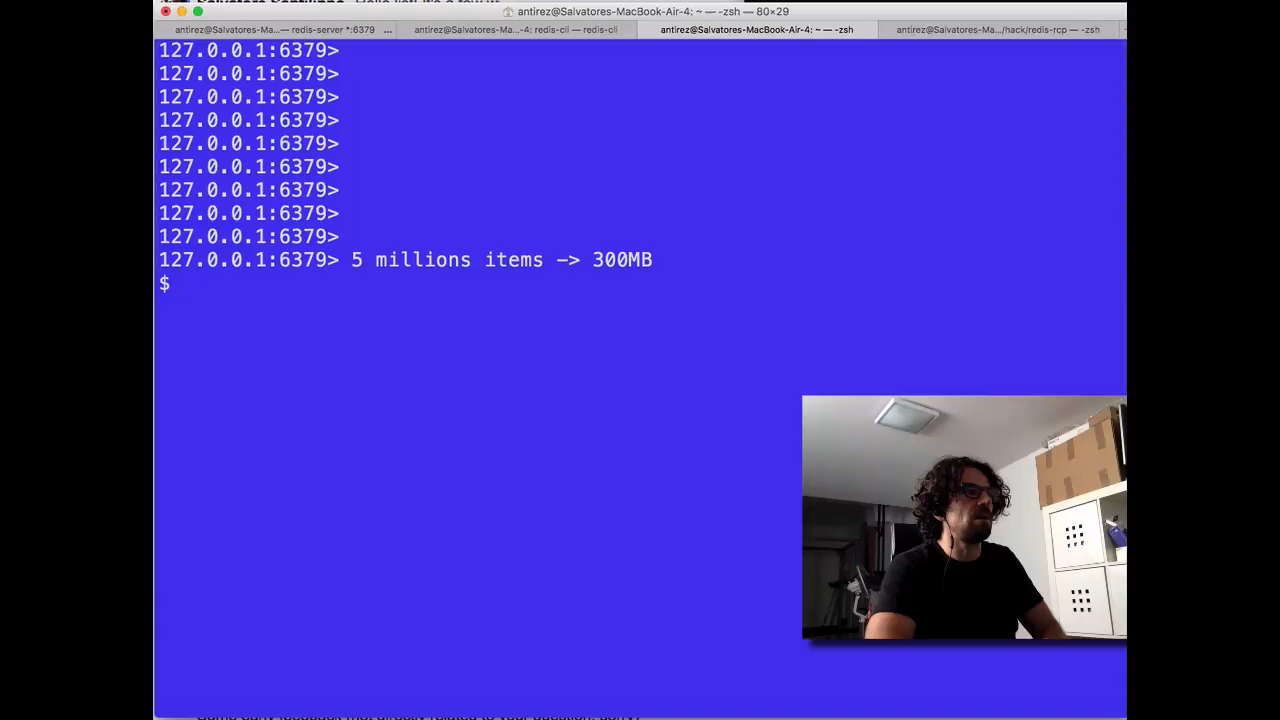 antirez@Salvatores-MacBook-Air-4: ~ — -zsh — 80×29
antirez@Salvatores-Ma...— redis-server *:6379 ...
antirez@Salvatores-Ma...-4: redis-cli — redis-cli
antirez@Salvatores-MacBook-Air-4: ~ — -zsh
antirez@Salvatores-Ma.../hack/redis-rcp — -zsh
127.0.0.1:6379>
127.0.0.1:6379>
127.0.0.1:6379>
127.0.0.1:6379>
127.0.0.1:6379>
127.0.0.1:6379>
127.0.0.1:6379>
127.0.0.1:6379>
127.0.0.1:6379>
127.0.0.1:6379> 5 millions items -> 300MB
$